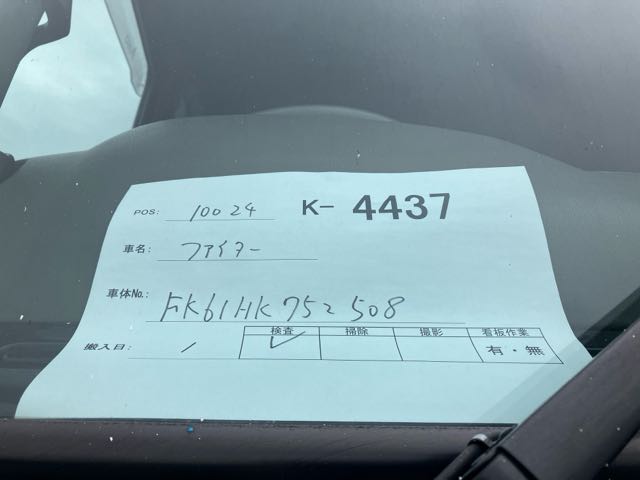 POS: 10024 K- 4437
車名: ファイター
車体No.: FK61HK752508
検査 掃除 撮影 看板作業
搬入日: / ✓ 有・無